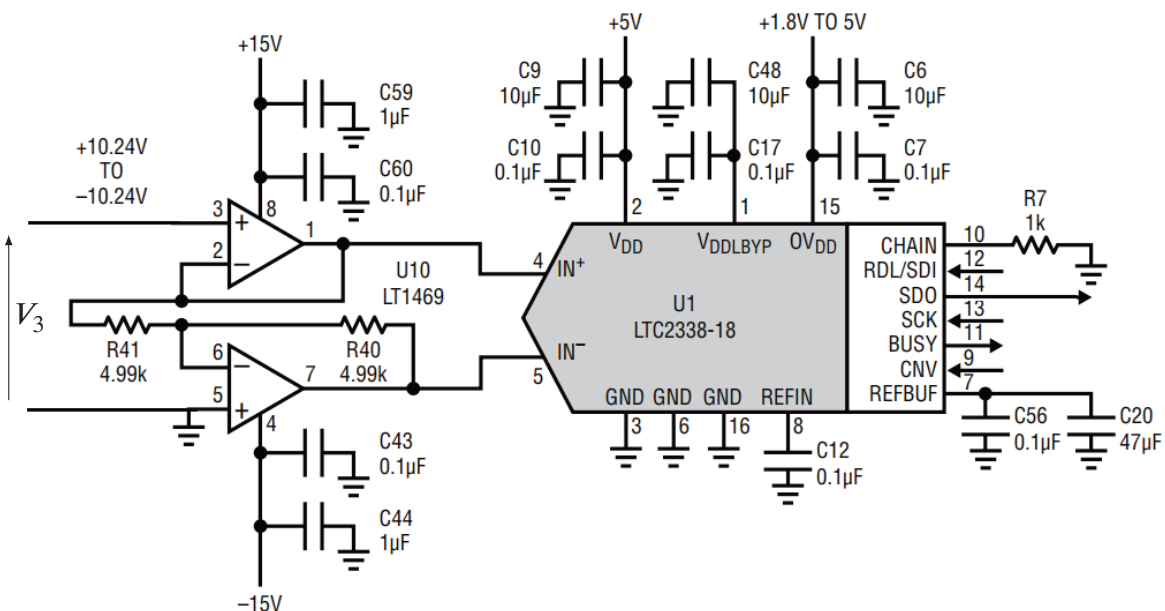 +5V
+1.8V TO 5V
+15V
C9
10µF
C48
10µF
C6
10µF
C59
1µF
C10
0.1µF
C17
0.1µF
C7
0.1µF
+10.24V
TO
–10.24V
C60
0.1µF
3
+
8
1
2
–
2
1
15
R7
1k
VDD
VDDLBYP
OVDD
CHAIN
10
RDL/SDI
12
SDO
14
SCK
13
BUSY
11
CNV
9
REFBUF
7
4
IN+
U10
LT1469
U1
LTC2338-18
V3
R41
4.99k
R40
4.99k
6
–
7
5
+
4
IN–
5
GND
GND
GND
REFIN
3
6
16
8
C56
0.1µF
C20
47µF
C12
0.1µF
C43
0.1µF
C44
1µF
–15V